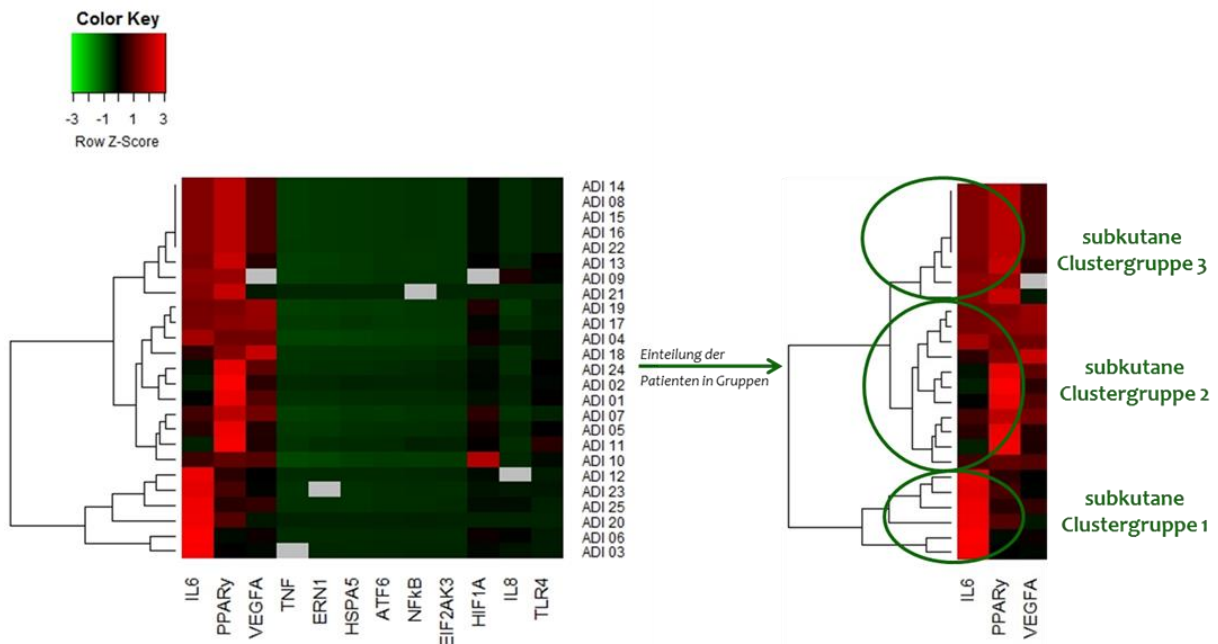 Color Key
-3 -1 1 3
Row Z-Score
ADI 14
ADI 08
ADI 15
ADI 16
ADI 22
ADI 13
ADI 09
ADI 21
ADI 19
ADI 17
ADI 04
ADI 18
ADI 24
ADI 02
ADI 01
ADI 07
ADI 05
ADI 11
ADI 10
ADI 12
ADI 23
ADI 25
ADI 20
ADI 06
ADI 03
IL6
PPARy
VEGFA
TNF
ERN1
HSPA5
ATF6
NFkB
EIF2AK3
HIF1A
IL8
TLR4
Einteilung der
Patienten in Gruppen
subkutane
Clustergruppe 3
subkutane
Clustergruppe 2
subkutane
Clustergruppe 1
IL6
PPARy
VEGFA